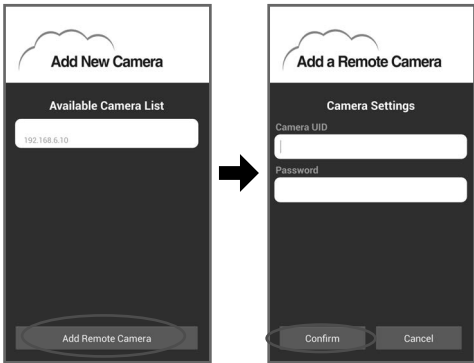 Add New Camera
Available Camera List
192.168.6.10
Add Remote Camera
Add a Remote Camera
Camera Settings
Camera UID
Password
Confirm
Cancel